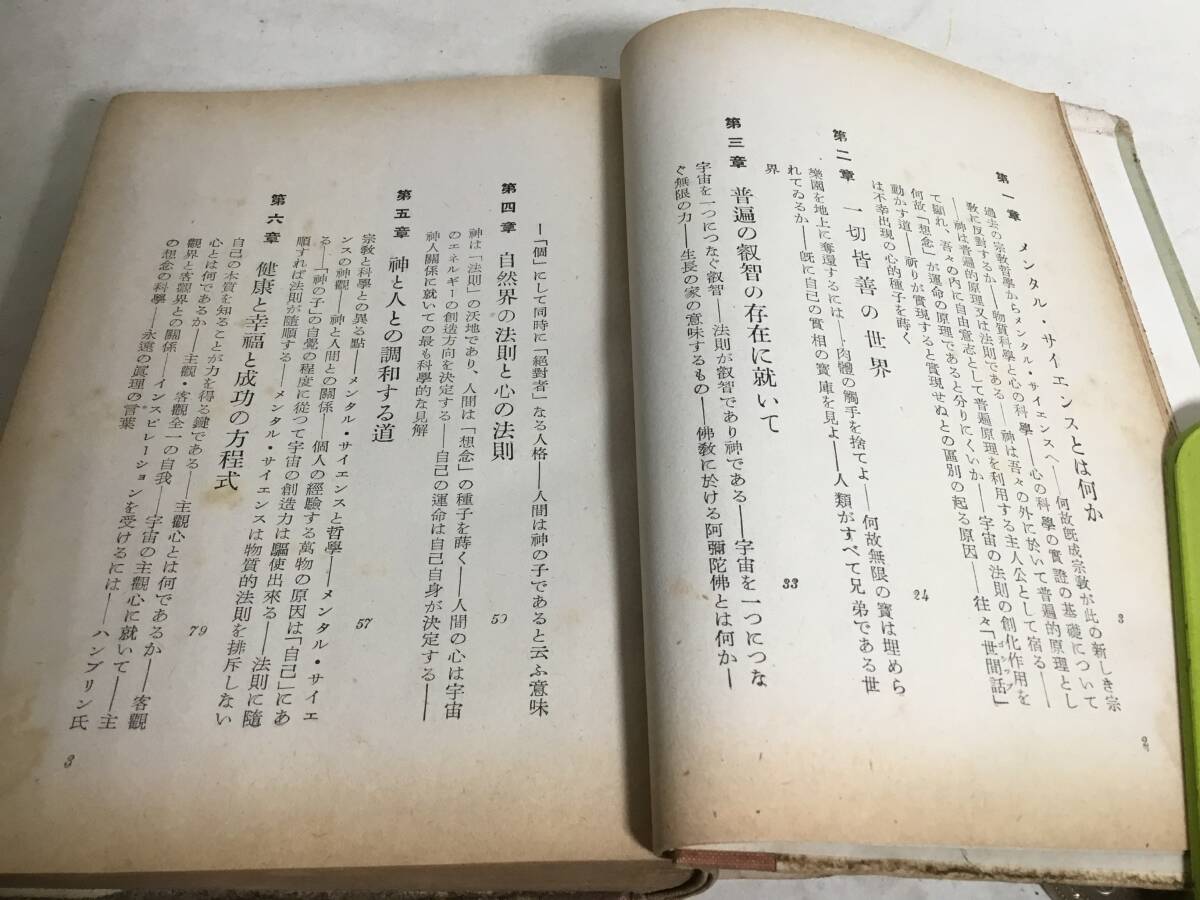 第一章 メンタル・サイエンスとは何か 3
過去の宗教哲學からメンタル・サイエンスへ──何故既成宗教が此の新しき宗
教に反對するか──物質科學と心の科學──心の科學の實證の基礎について
──神は普遍的原理又は法則である──神は吾々の外に於いて普遍的原理とし
て顯れ、吾々の內に自由意志として宿る──
普遍原理を利用する主人公として
何故「想念」が運命の原理であると分りにくいか──宇宙の法則の創化作用を
動かす道──祈りが實現すると實現せぬとの區別の起る原因──往々「世間話」
ゴシップ
は不幸出現の心的種子を蒔く
第二章 一切皆善の世界 24
樂園を地上に奪還するには──肉體の觸手を捨てよ──何故無限の寶は埋めら
れてゐるか──旣に自己の實相の寶庫を見よ──人類がすべて兄弟である世
界
第三章 普遍の叡智の存在に就いて 33
宇宙を一つにつなぐ叡智──法則が叡智であり神である──宇宙を一つにつな
ぐ無限の力──生長の家の意味するもの──佛敎に於ける阿彌陀佛とは何か─
2
─「個」にして同時に「絕對者」なる人格──人間は神の子であると云ふ意味
第四章 自然界の法則と心の法則 50
神は「法則」の天地であり、人間は「想念」の種子を蒔く──人間の心は宇宙
のエネルギーの創造方向を決定する──自己の運命は自己自身が決定する──
神人關係に就いての最も科學的な見解
第五章 神と人との調和する道 57
宗敎と科學との異る點──メンタル・サイエンスと哲學──メンタル・サイエ
ンスの神觀──神と人間との關係──個人の經驗する萬物の原因は「自己」にあ
る──「神の子」の自覺の程度に從つて宇宙の創造力は驅使出來る──法則に隨
順すれば法則が隨順する──メンタル・サイエンスは物質的法則を排斥しない
第六章 健康と幸福と成功の方程式 79
自己の本質を知ることが力を得る鍵である──主觀心とは何であるか──客觀
心とは何であるか──主觀・客觀全一の自我──宇宙の主觀心に就いて──主
觀界と客觀界との關係──インスピレーションを受けるには──ハンブリン氏
の想念の科學──永遠の眞理の言葉
3